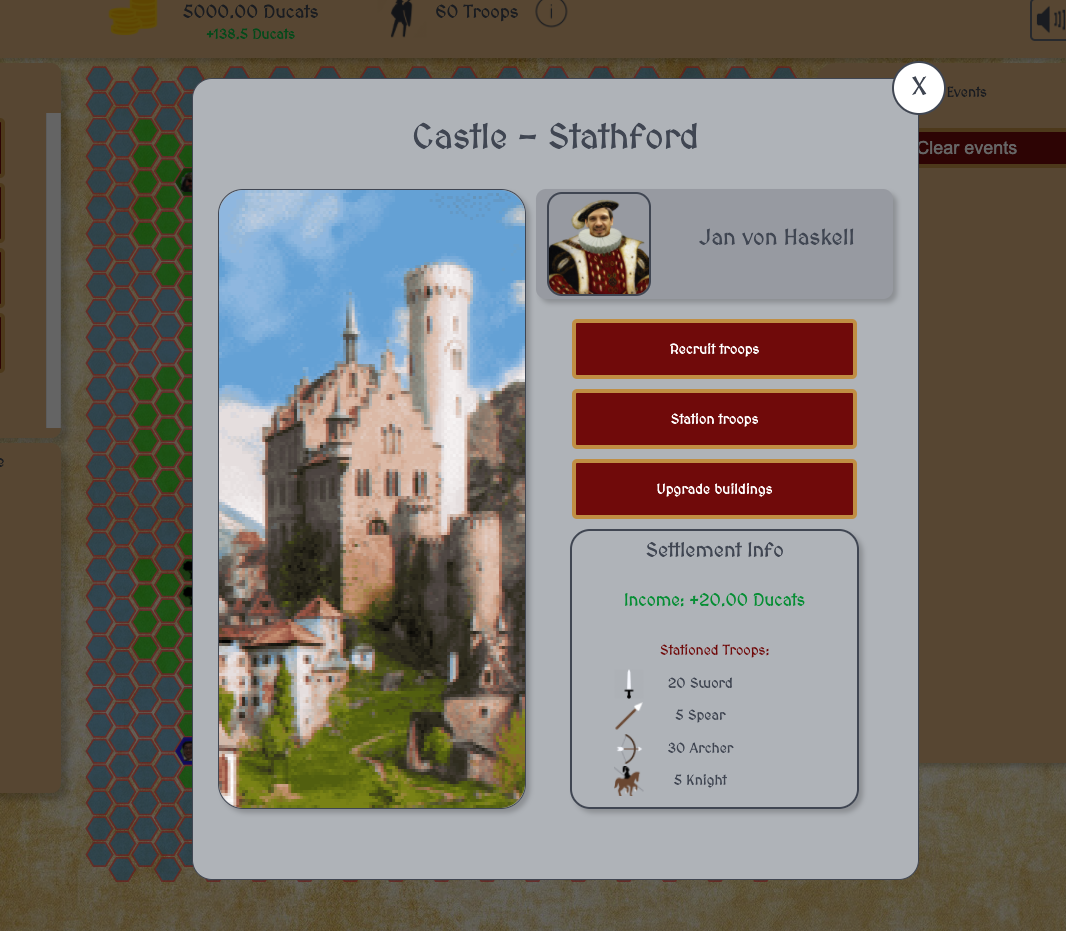 5000.00 Ducats
+138.5 Ducats
60 Troops
i
X
Events
Clear events
Castle – Stathford
Jan von Haskell
Recruit troops
Station troops
Upgrade buildings
Settlement Info
Income: +20.00 Ducats
Stationed Troops:
20 Sword
5 Spear
30 Archer
5 Knight